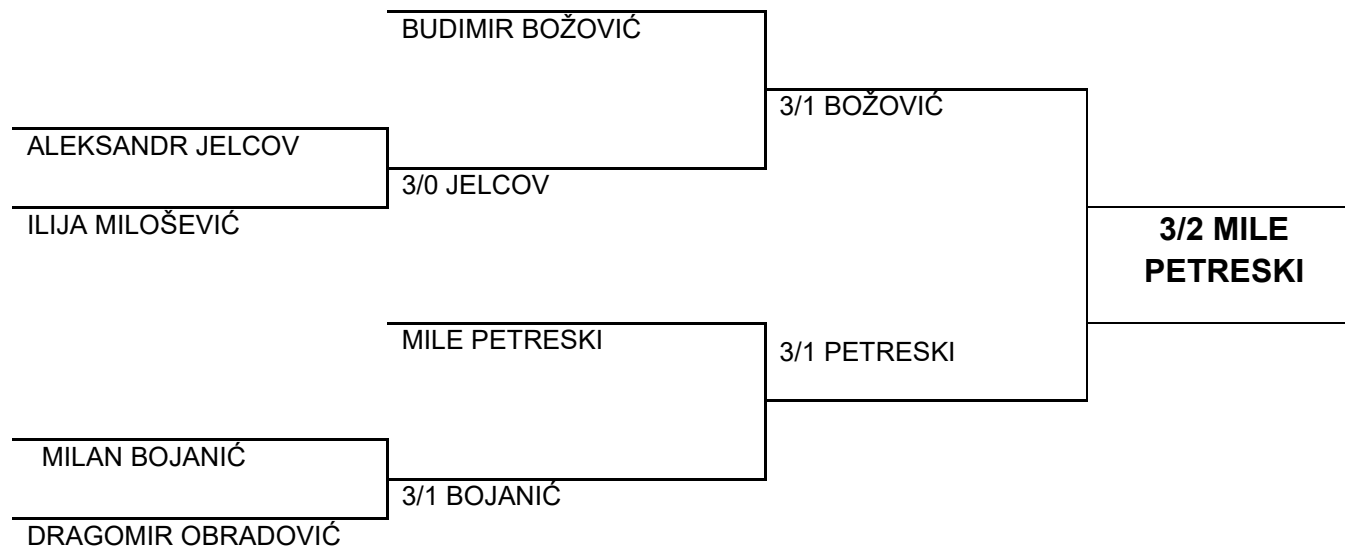 BUDIMIR BOŽOVIĆ
3/1 BOŽOVIĆ
ALEKSANDR JELCOV
3/0 JELCOV
ILIJA MILOŠEVIĆ
3/2 MILE
PETRESKI
MILE PETRESKI
3/1 PETRESKI
MILAN BOJANIĆ
3/1 BOJANIĆ
DRAGOMIR OBRADOVIĆ